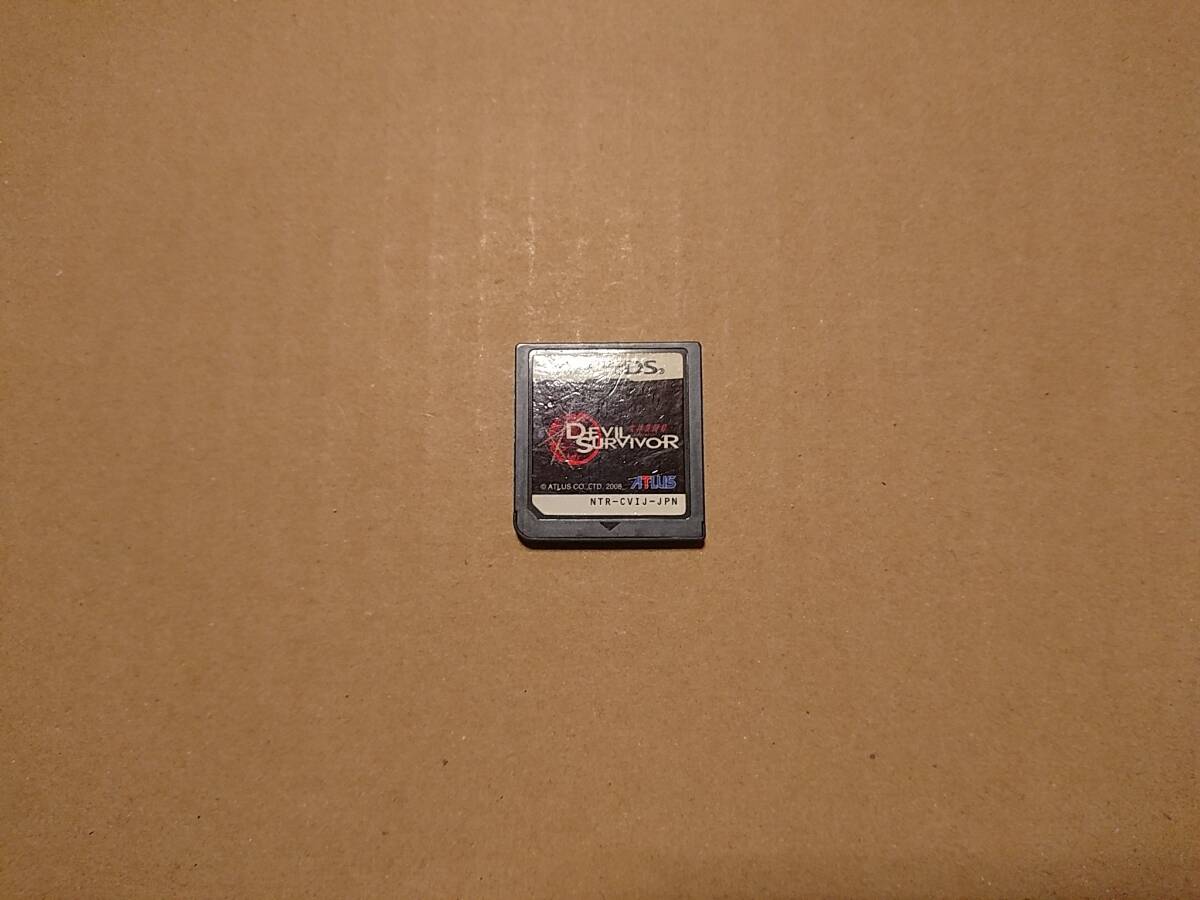 DS
DEVIL
SURVIVOR
© ATLUS CO.,LTD. 2008
ATLUS
NTR-CVIJ-JPN